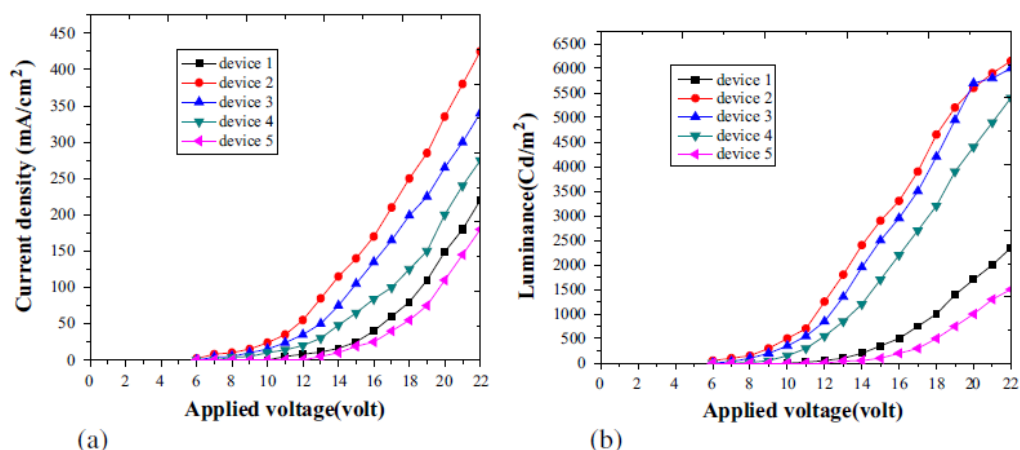 450
400
350
300
250
200
150
100
50
0
Current density (mA/cm²)
device 1
device 2
device 3
device 4
device 5
0 2 4 6 8 10 12 14 16 18 20 22
Applied voltage(volt)
(a)
6500
6000
5500
5000
4500
4000
3500
3000
2500
2000
1500
1000
500
0
Luminance(Cd/m²)
device 1
device 2
device 3
device 4
device 5
0 2 4 6 8 10 12 14 16 18 20 22
Applied voltage(volt)
(b)